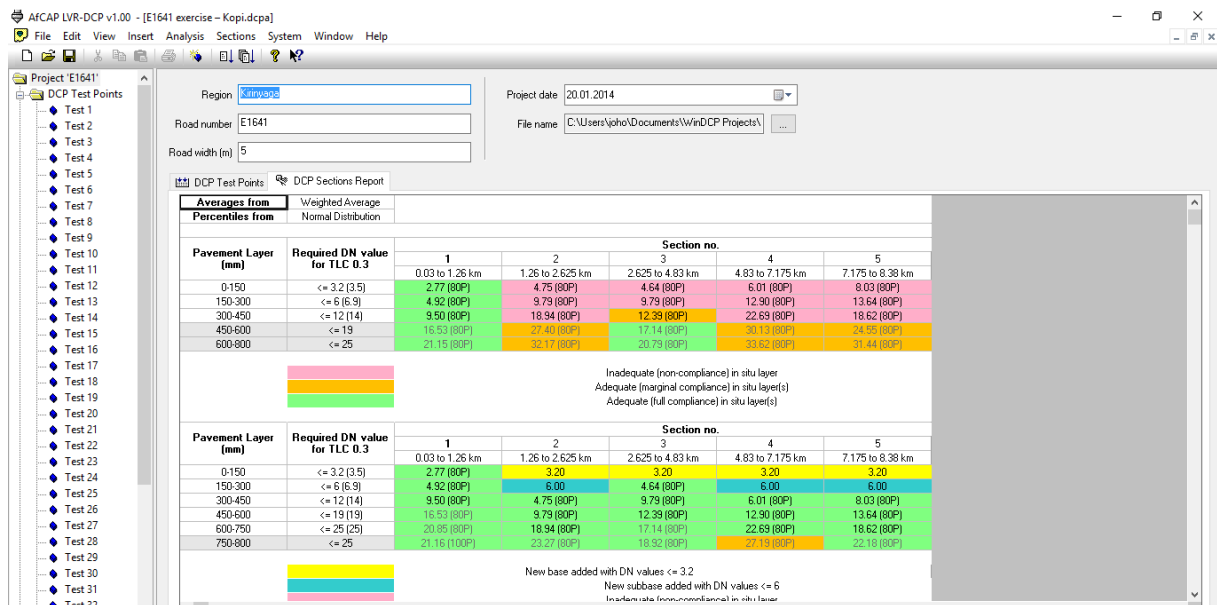 AfCAP LVR-DCP v1.00 - [E1641 exercise – Kopi.dcpa]
File Edit View Insert Analysis Sections System Window Help
Project 'E1641'
DCP Test Points
Test 1
Test 2
Test 3
Test 4
Test 5
Test 6
Test 7
Test 8
Test 9
Test 10
Test 11
Test 12
Test 13
Test 14
Test 15
Test 16
Test 17
Test 18
Test 19
Test 20
Test 21
Test 22
Test 23
Test 24
Test 25
Test 26
Test 27
Test 28
Test 29
Test 30
Test 31
Test 32
Region Kirinyaga Project date 20.01.2014
Road number E1641 File name C:\Users\joho\Documents\WinDCP Projects\ ...
Road width (m) 5
DCP Test Points DCP Sections Report
Averages from Weighted Average
Percentiles from Normal Distribution
Pavement Layer (mm) Required DN value for TLC 0.3 Section no.
1 2 3 4 5
0.03 to 1.26 km 1.26 to 2.625 km 2.625 to 4.83 km 4.83 to 7.175 km 7.175 to 8.38 km
0-150 <= 3.2 (3.5) 2.77 (80P) 4.75 (80P) 4.64 (80P) 6.01 (80P) 8.03 (80P)
150-300 <= 6 (6.9) 4.92 (80P) 9.79 (80P) 9.79 (80P) 12.90 (80P) 13.64 (80P)
300-450 <= 12 (14) 9.50 (80P) 18.94 (80P) 12.39 (80P) 22.69 (80P) 18.62 (80P)
450-600 <= 19 16.53 (80P) 27.40 (80P) 17.14 (80P) 30.13 (80P) 24.55 (80P)
600-800 <= 25 21.15 (80P) 32.17 (80P) 20.79 (80P) 33.62 (80P) 31.44 (80P)
Inadequate (non-compliance) in situ layer
Adequate (marginal compliance) in situ layer(s)
Adequate (full compliance) in situ layer(s)
Pavement Layer (mm) Required DN value for TLC 0.3 Section no.
1 2 3 4 5
0.03 to 1.26 km 1.26 to 2.625 km 2.625 to 4.83 km 4.83 to 7.175 km 7.175 to 8.38 km
0-150 <= 3.2 (3.5) 2.77 (80P) 3.20 3.20 3.20 3.20
150-300 <= 6 (6.9) 4.92 (80P) 6.00 4.64 (80P) 6.00 6.00
300-450 <= 12 (14) 9.50 (80P) 4.75 (80P) 9.79 (80P) 6.01 (80P) 8.03 (80P)
450-600 <= 19 (19) 16.53 (80P) 9.79 (80P) 12.39 (80P) 12.90 (80P) 13.64 (80P)
600-750 <= 25 (25) 20.85 (80P) 18.94 (80P) 17.14 (80P) 22.69 (80P) 18.62 (80P)
750-800 <= 25 21.16 (100P) 23.27 (80P) 18.92 (80P) 27.19 (80P) 22.18 (80P)
New base added with DN values <= 3.2
New subbase added with DN values <= 6
Inadequate (non-compliance) in situ layer